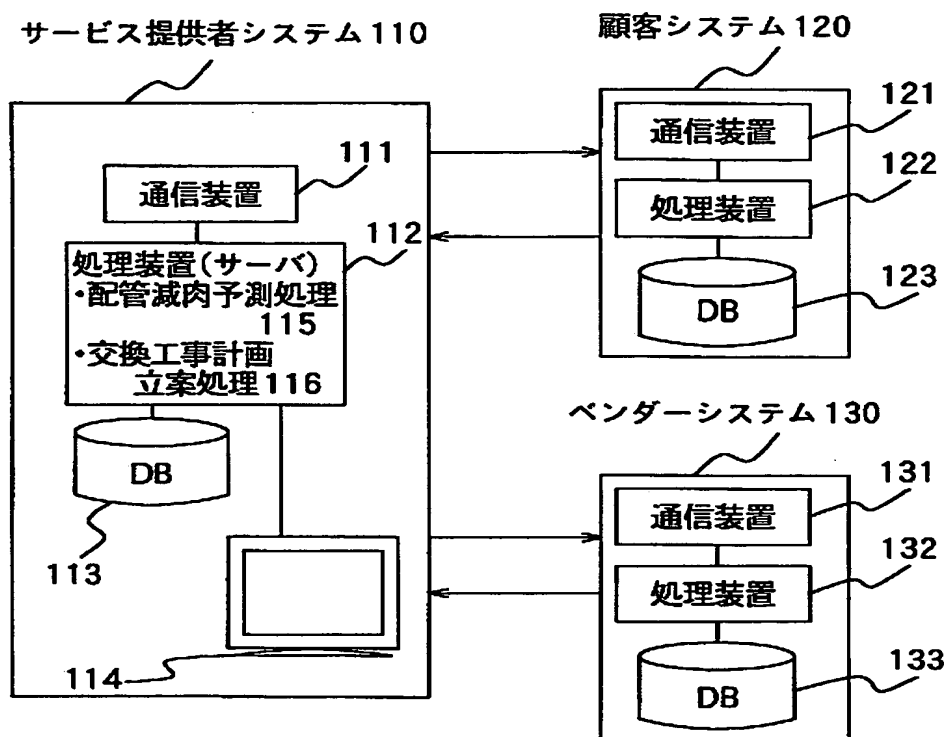 サービス提供者システム110
111
通信装置
112
処理装置(サーバ)
・配管減肉予測処理
115
・交換工事計画
立案処理116
DB
113
114
顧客システム120
121
通信装置
122
処理装置
123
DB
ベンダーシステム130
131
通信装置
132
処理装置
133
DB